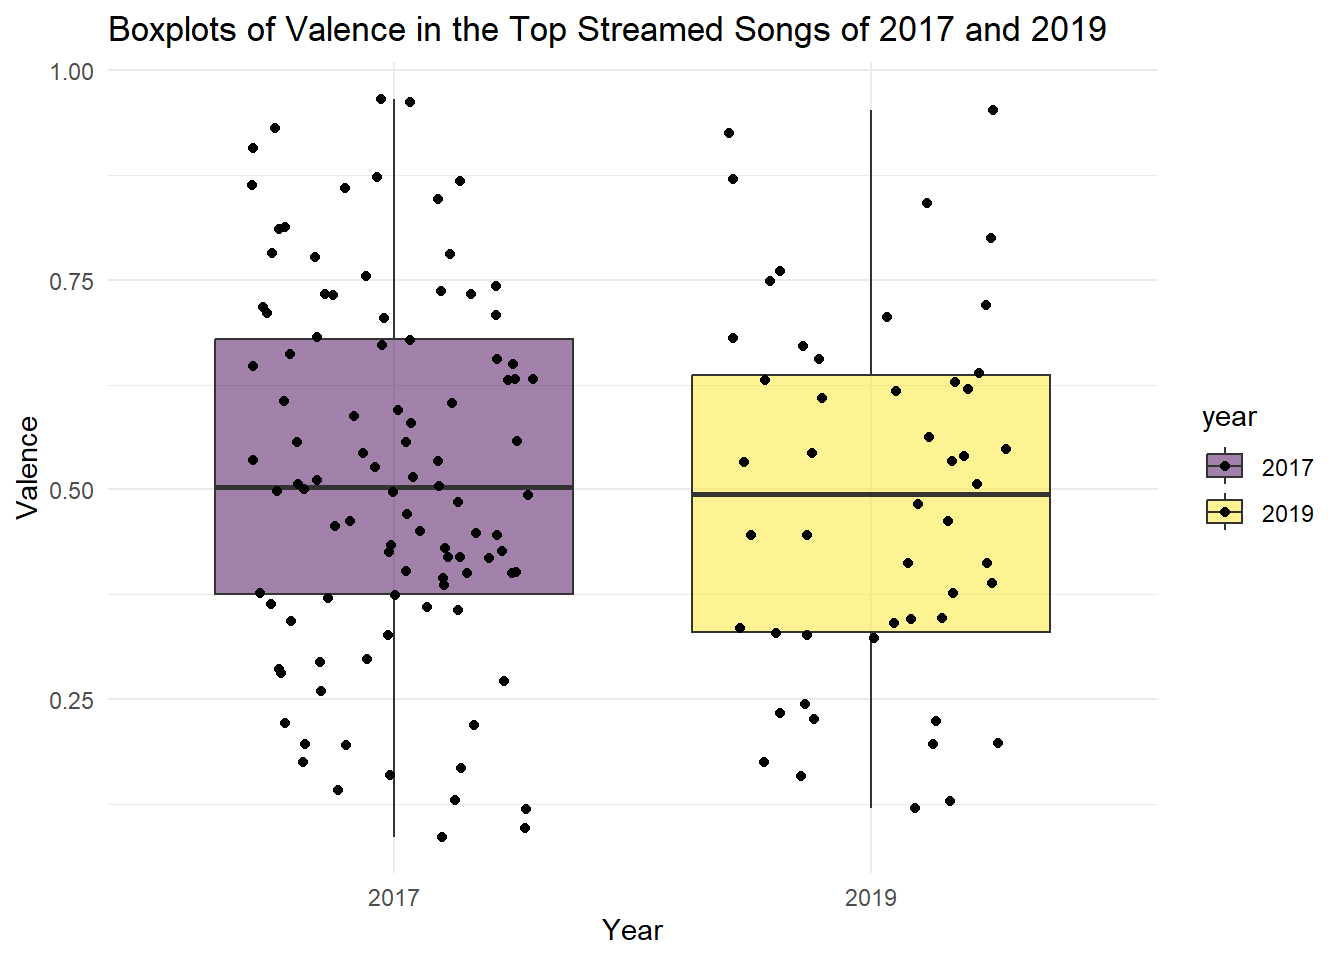 Boxplots of Valence in the Top Streamed Songs of 2017 and 2019
1.00
0.75
0.50
0.25
Valence
2017
2019
Year
year
2017
2019